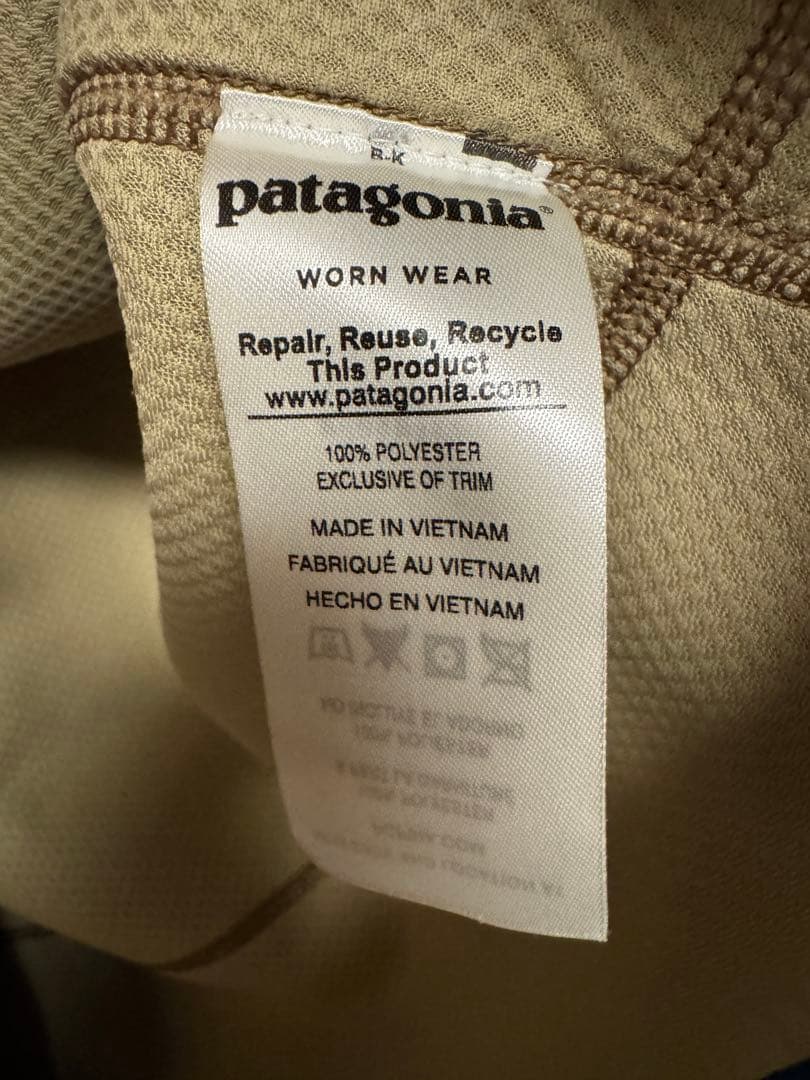 R-K
patagonia®
WORN WEAR
Repair, Reuse, Recycle
This Product
www.patagonia.com
100% POLYESTER
EXCLUSIVE OF TRIM
MADE IN VIETNAM
FABRIQUÉ AU VIETNAM
HECHO EN VIETNAM